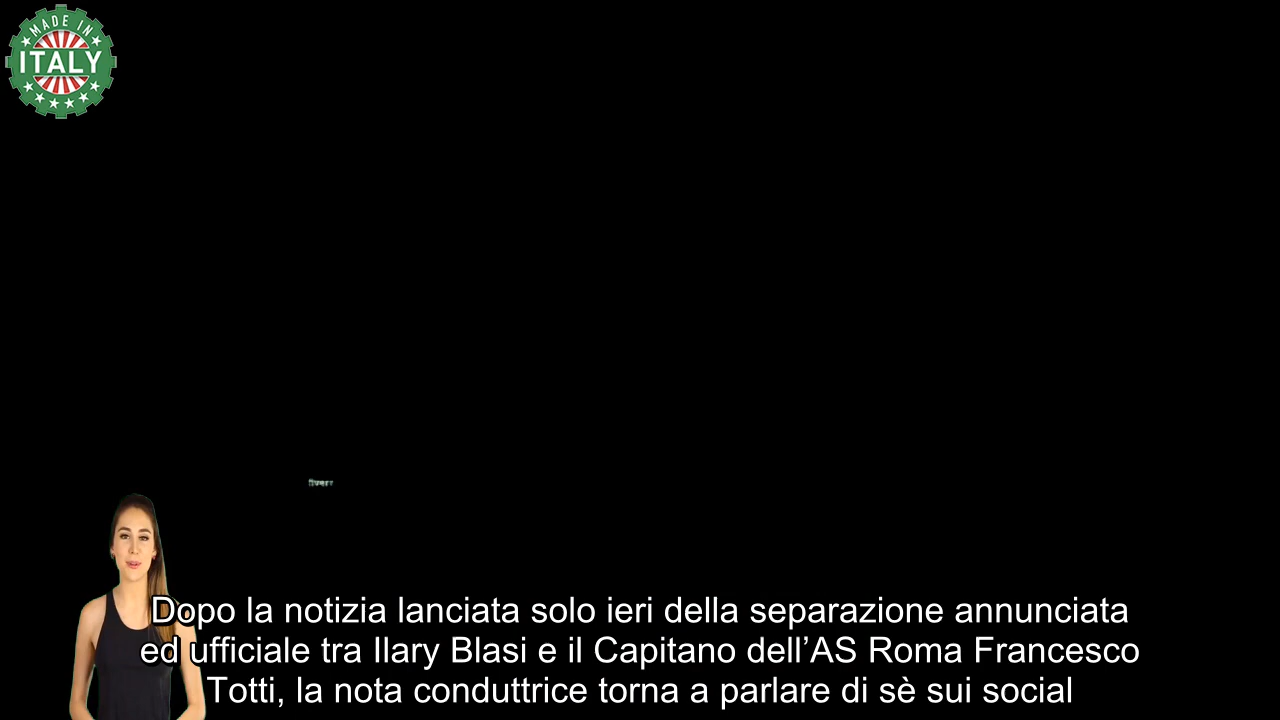 MADE IN
ITALY
fiverr
Dopo la notizia lanciata solo ieri della separazione annunciata
ed ufficiale tra Ilary Blasi e il Capitano dell’AS Roma Francesco
Totti, la nota conduttrice torna a parlare di sè sui social